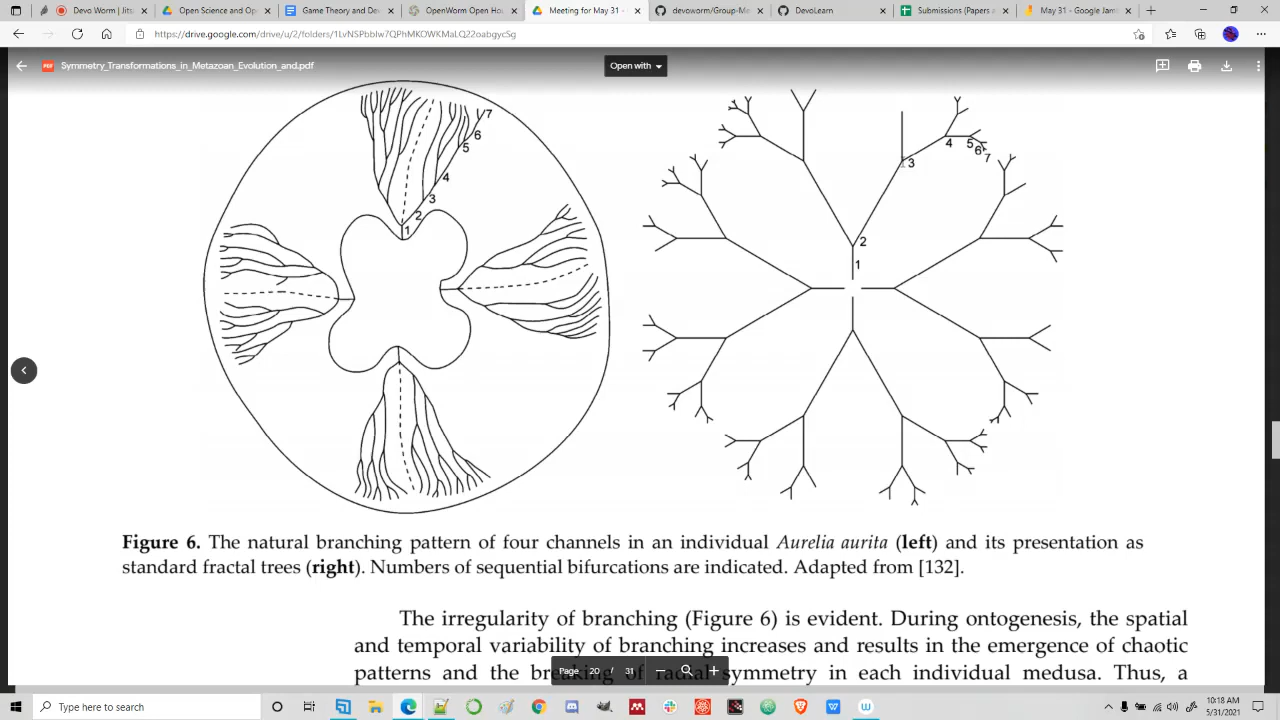 Devo Worm | Jitsi
Open Science and Op
Game Theory and De
OpenWorm Open Hou
Meeting for May 31 -
devoworm/Group-Me
DevoLearn
Submissions (Papers a
May 31 - Google Jam
https://drive.google.com/drive/u/2/folders/1LvNSPbblw7QPhMKOWKMaLQ22oabgycSg
Symmetry_Transformations_in_Metazoan_Evolution_and.pdf
Open with
1 2 3 4 5 6 7
1 2 3 4 5 6 7
Figure 6. The natural branching pattern of four channels in an individual Aurelia aurita (left) and its presentation as
standard fractal trees (right). Numbers of sequential bifurcations are indicated. Adapted from [132].
The irregularity of branching (Figure 6) is evident. During ontogenesis, the spatial
and temporal variability of branching increases and results in the emergence of chaotic
patterns and the breaking of radial symmetry in each individual medusa. Thus, a
Page 20 / 31
Type here to search
10:18 AM
5/31/2021